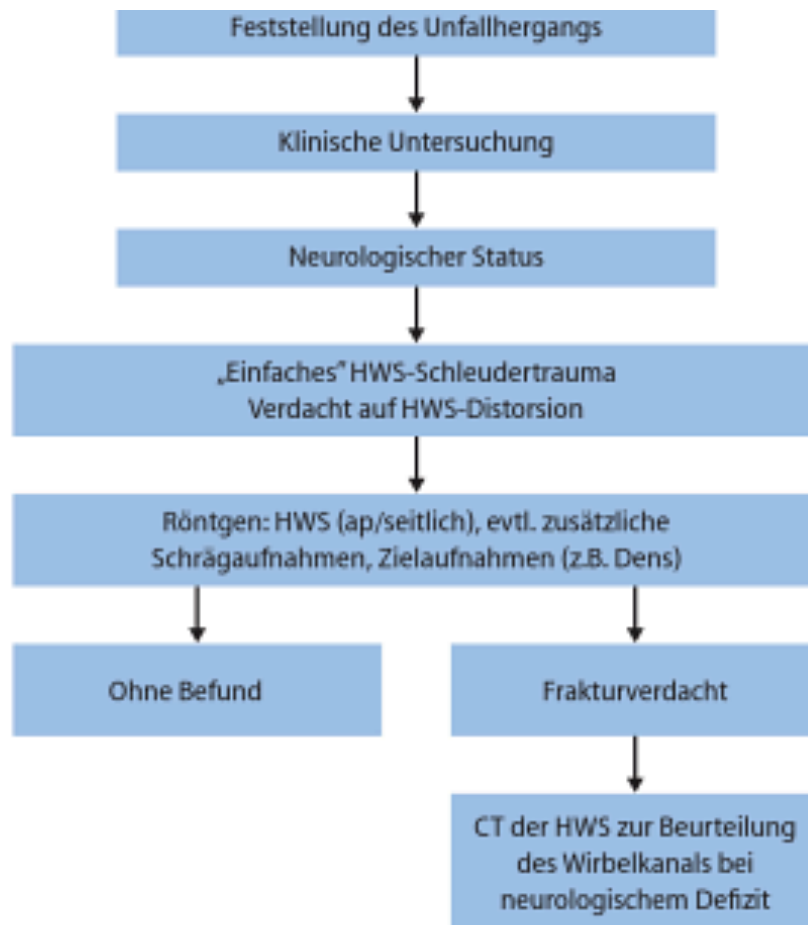 Feststellung des Unfallhergangs
Klinische Untersuchung
Neurologischer Status
„Einfaches" HWS-Schleudertrauma
Verdacht auf HWS-Distorsion
Röntgen: HWS (ap/seitlich), evtl. zusätzliche
Schrägaufnahmen, Zielaufnahmen (z.B. Dens)
Ohne Befund
Frakturverdacht
CT der HWS zur Beurteilung
des Wirbelkanals bei
neurologischem Defizit